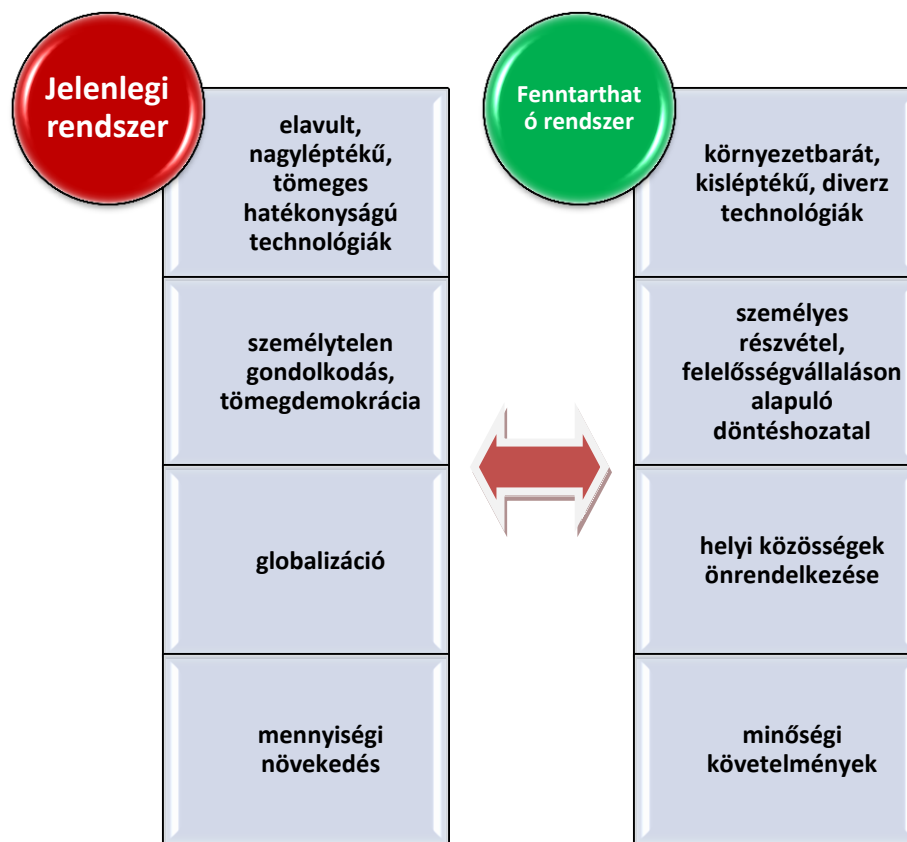 Jelenlegi
rendszer
elavult,
nagyléptékű,
tömeges
hatékonyságú
technológiák
személytelen
gondolkodás,
tömegdemokrácia
globalizáció
mennyiségi
növekedés
Fenntarthat
ó rendszer
környezetbarát,
kisléptékű, diverz
technológiák
személyes
részvétel,
felelősségvállaláson
alapuló
döntéshozatal
helyi közösségek
önrendelkezése
minőségi
követelmények